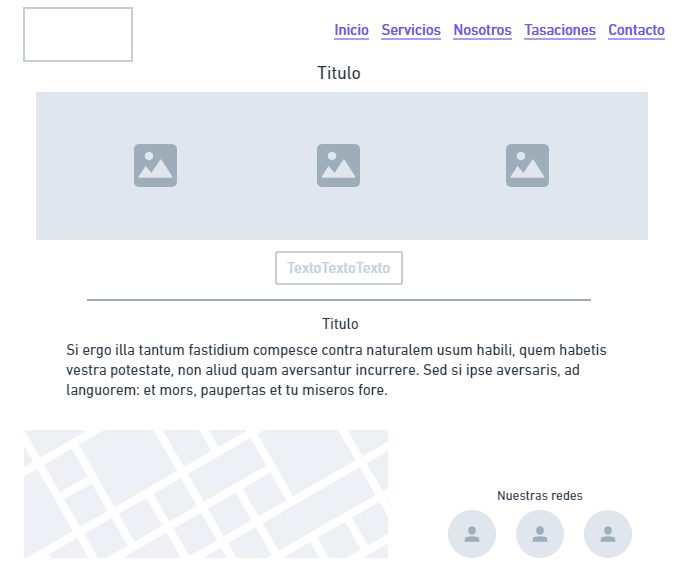 Inicio Servicios Nosotros Tasaciones Contacto
Titulo
TextoTextoTexto
Titulo
Si ergo illa tantum fastidium compesce contra naturalem usum habili, quem habetis
vestra potestate, non aliud quam aversantur incurrere. Sed si ipse aversaris, ad
languorem: et mors, paupertas et tu miseros fore.
Nuestras redes